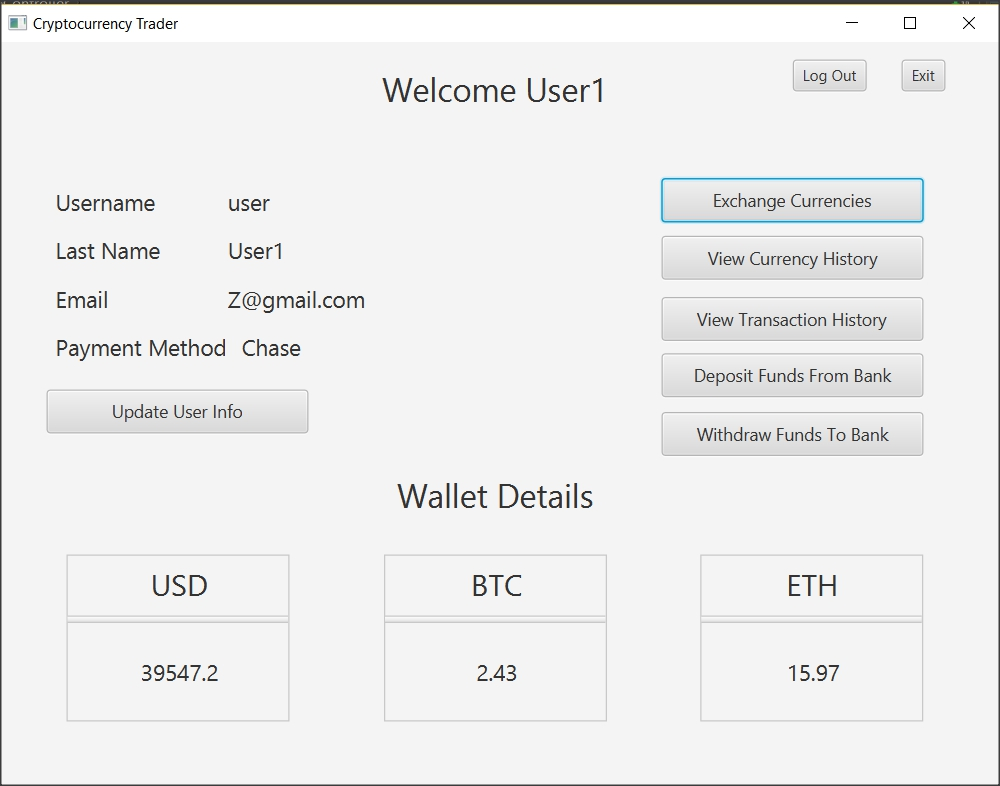 Cryptocurrency Trader
Welcome User1
Log Out
Exit
Username user
Last Name User1
Email Z@gmail.com
Payment Method Chase
Update User Info
Exchange Currencies
View Currency History
View Transaction History
Deposit Funds From Bank
Withdraw Funds To Bank
Wallet Details
USD
39547.2
BTC
2.43
ETH
15.97